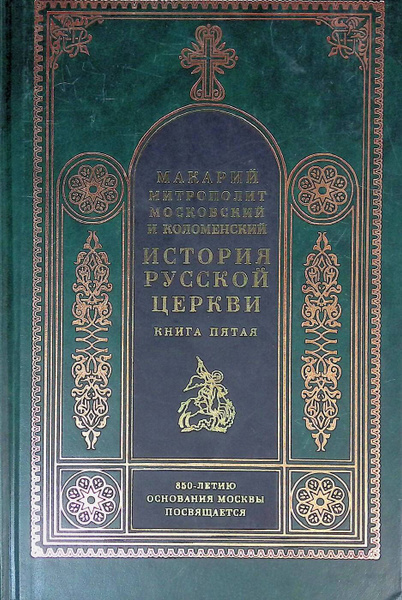 МАКАРИЙ
МИТРОПОЛИТ
МОСКОВСКИЙ
И КОЛОМЕНСКИЙ
ИСТОРИЯ
РУССКОЙ
ЦЕРКВИ
КНИГА ПЯТАЯ
850-ЛЕТИЮ
ОСНОВАНИЯ МОСКВЫ
ПОСВЯЩАЕТСЯ